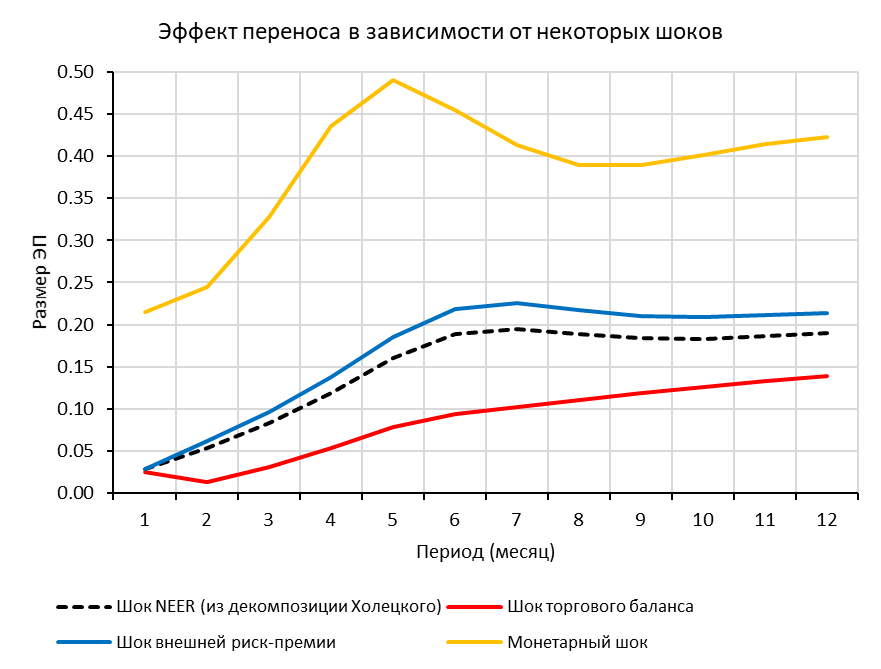 Эффект переноса в зависимости от некоторых шоков
0.50
0.45
0.40
0.35
0.30
0.25
0.20
0.15
0.10
0.05
0.00
Размер ЭП
1 2 3 4 5 6 7 8 9 10 11 12
Период (месяц)
Шок NEER (из декомпозиции Холецкого) Шок торгового баланса
Шок внешней риск-премии Монетарный шок